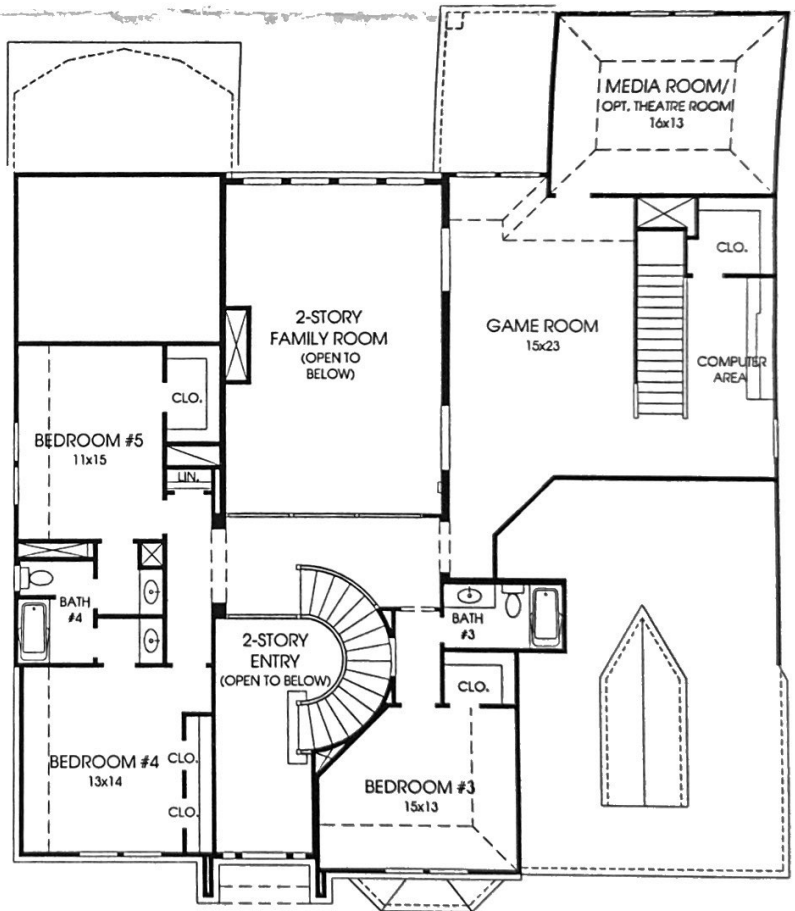 MEDIA ROOM/
OPT. THEATRE ROOM
16x13
CLO.
2-STORY
FAMILY ROOM
(OPEN TO
BELOW)
GAME ROOM
15x23
COMPUTER
AREA
CLO.
BEDROOM #5
11x15
LIN.
BATH
#4
2-STORY
ENTRY
(OPEN TO BELOW)
BATH
#3
CLO.
BEDROOM #4
13x14
CLO.
CLO.
BEDROOM #3
15x13